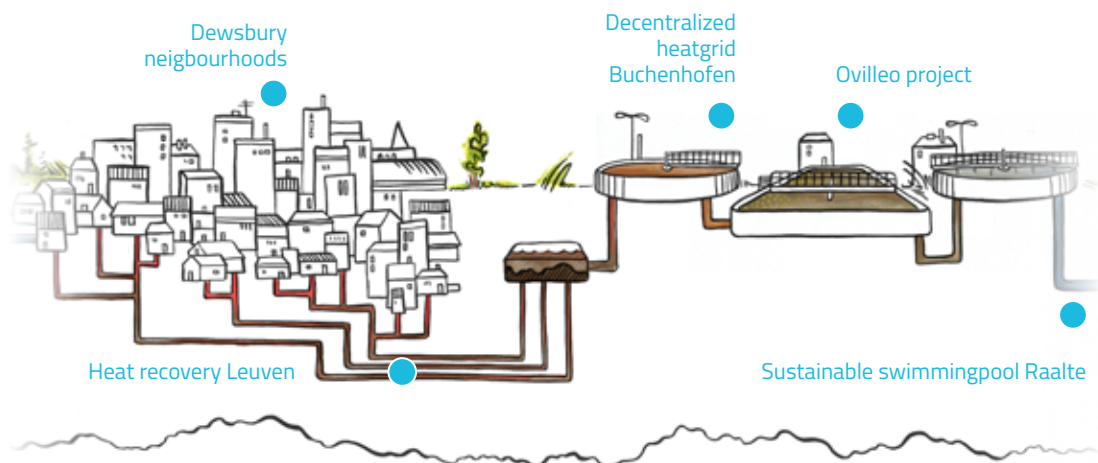 Dewsbury
neigbourhoods
Decentralized
heatgrid
Buchenhofen
Ovilleo project
Heat recovery Leuven
Sustainable swimmingpool Raalte